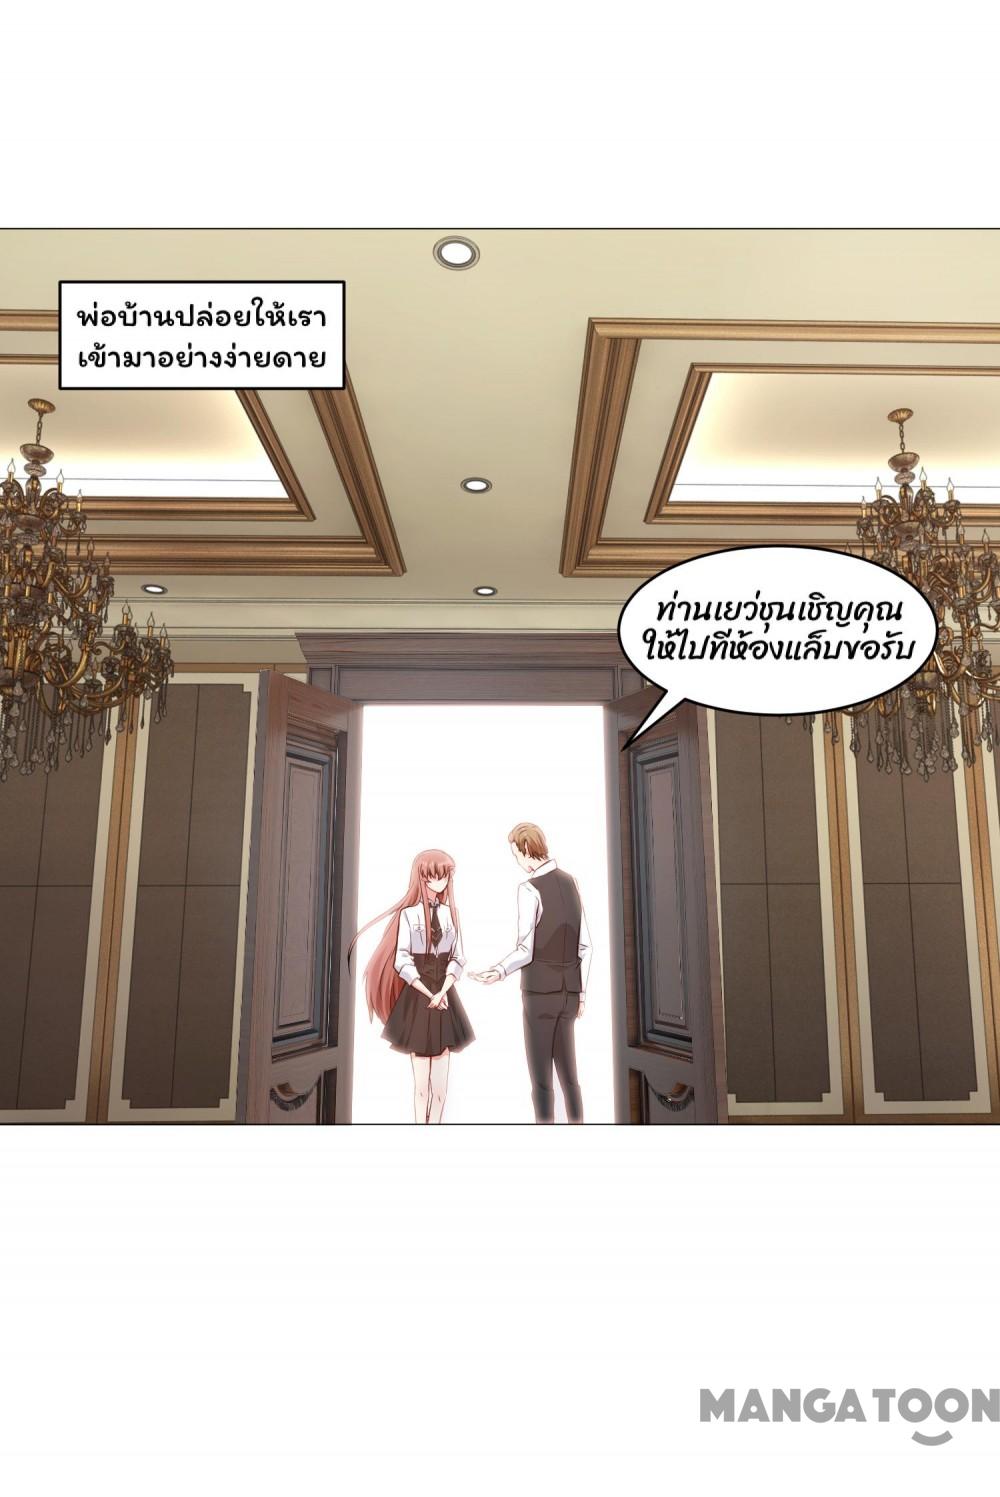 พ่อบ้านปล่อยให้เรา
เข้ามาอย่างง่ายดาย
ท่านเยว่ชุนเชิญคุณ
ให้ไปที่ห้องแล็บขอรับ
MANGATOON